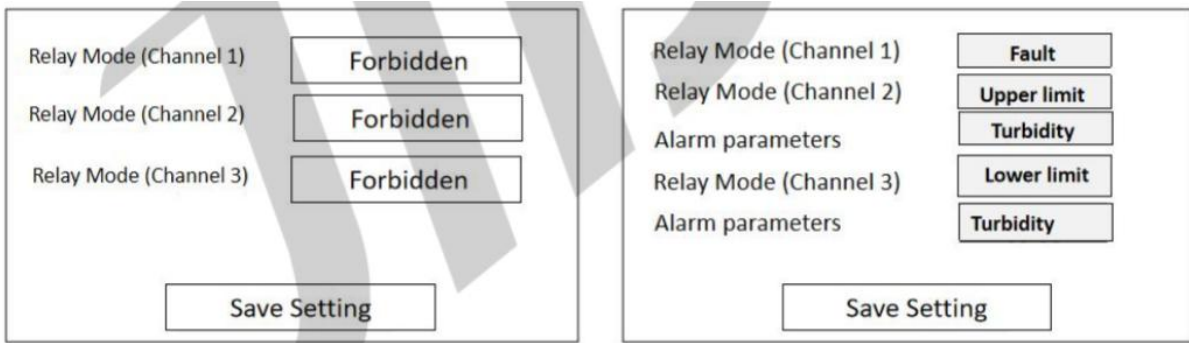 Relay Mode (Channel 1) Forbidden
Relay Mode (Channel 2) Forbidden
Relay Mode (Channel 3) Forbidden
Save Setting
Relay Mode (Channel 1) Fault
Relay Mode (Channel 2) Upper limit
Alarm parameters Turbidity
Relay Mode (Channel 3) Lower limit
Alarm parameters Turbidity
Save Setting